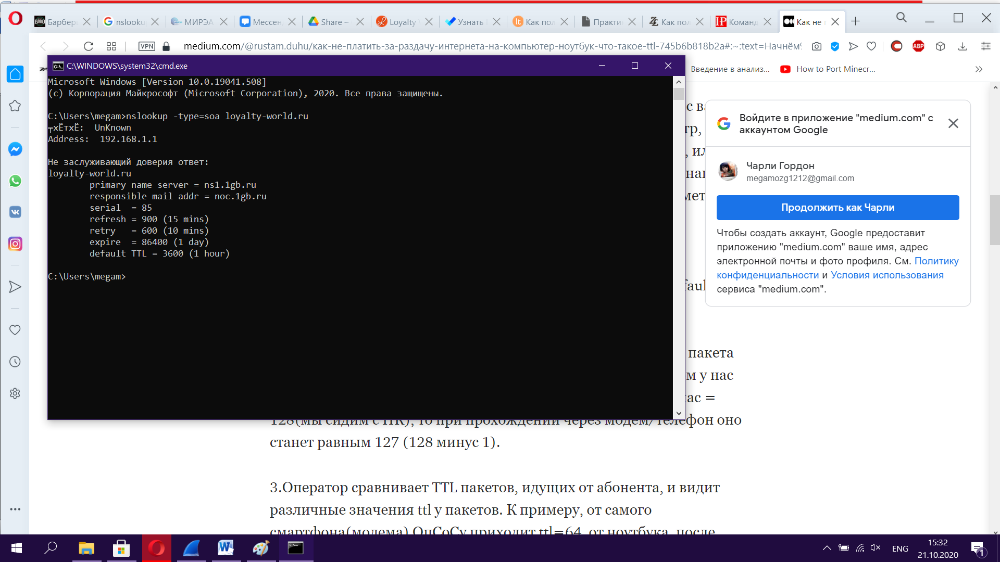 Барбер
nslooku
МИРЭА
Мессен
Share –
Loyalty
Узнать
Как пол
Практи
Как пол
Команд
Как не
VPN
medium.com/@rustam.duhu/как-не-платить-за-раздачу-интернета-на-компьютер-ноутбук-что-такое-ttl-745b6b818b2a#:~:text=Начнём%
ABP
Введение в анализ...
How to Port Minecr...
C:\WINDOWS\system32\cmd.exe
Microsoft Windows [Version 10.0.19041.508]
(c) Корпорация Майкрософт (Microsoft Corporation), 2020. Все права защищены.
C:\Users\megam>nslookup -type=soa loyalty-world.ru
╤хЁтхЁ:  UnKnown
Address:  192.168.1.1
Не заслуживающий доверия ответ:
loyalty-world.ru
primary name server = ns1.1gb.ru
responsible mail addr = noc.1gb.ru
serial  = 85
refresh = 900 (15 mins)
retry   = 600 (10 mins)
expire  = 86400 (1 day)
default TTL = 3600 (1 hour)
C:\Users\megam>
Войдите в приложение "medium.com" с
аккаунтом Google
Чарли Гордон
megamozg1212@gmail.com
Продолжить как Чарли
Чтобы создать аккаунт, Google предоставит
приложению "medium.com" ваше имя, адрес
электронной почты и фото профиля. См. Политику
конфиденциальности и Условия использования
сервиса "medium.com".
пакета
м у нас
нас =
128(мы сидим с ПК), то при прохождении через модем/телефон оно
станет равным 127 (128 минус 1).
3.Оператор сравнивает TTL пакетов, идущих от абонента, и видит
различные значения ttl у пакетов. К примеру, от самого
смартфона(модема) ОпСоСу приходит ttl=64, от ноутбука, после
ENG
15:32
21.10.2020
1